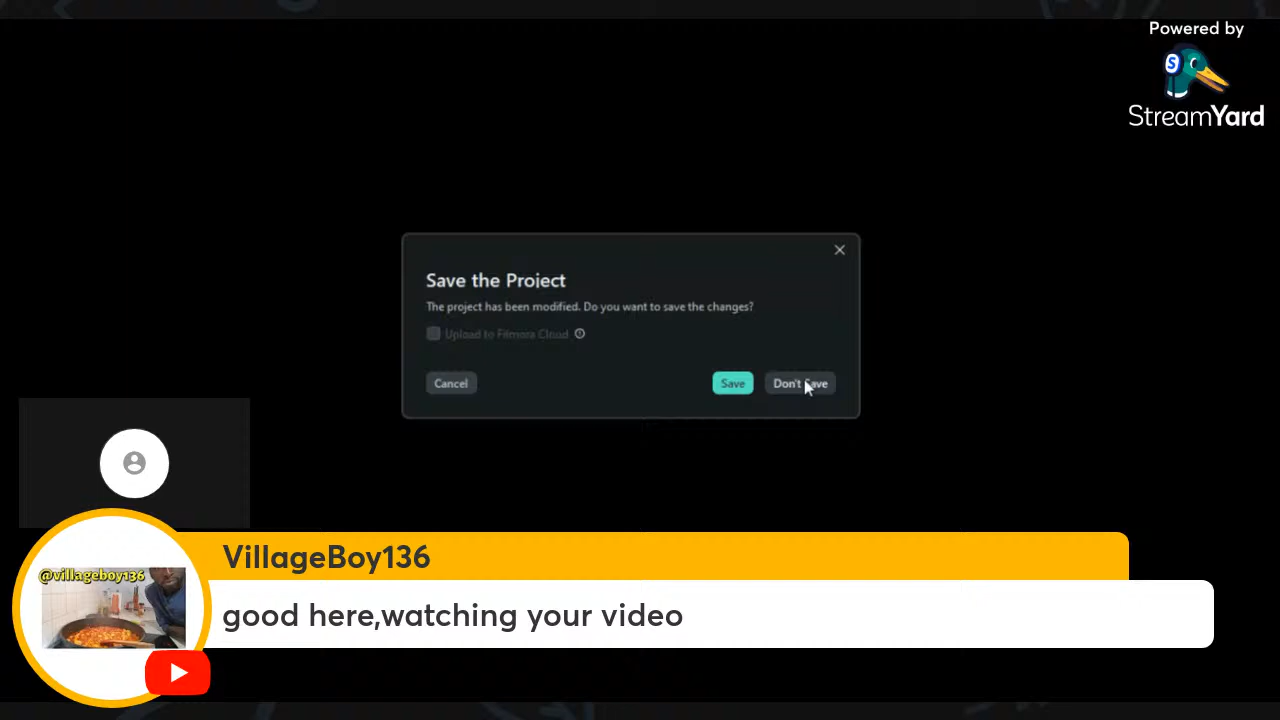 Powered by
S
StreamYard
Save the Project
The project has been modified. Do you want to save the changes?
Upload to Filmora Cloud
Cancel
Save
Don't Save
VillageBoy136
@villageboy136
good here,watching your video